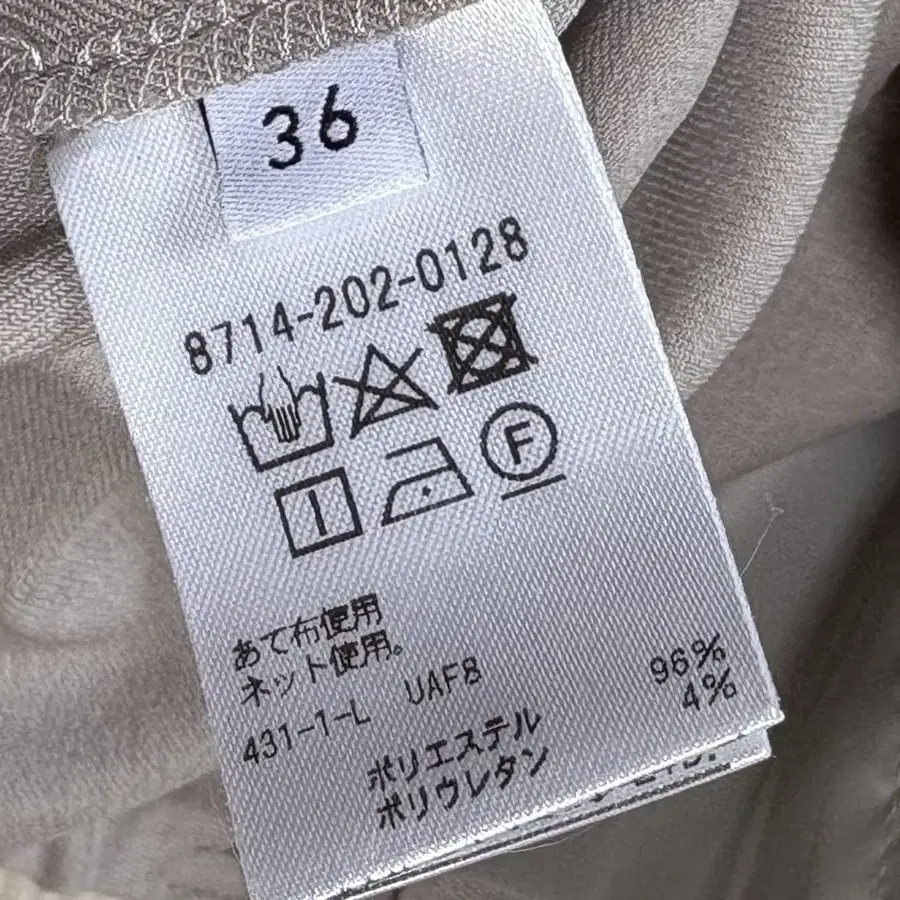 36
8714-202-0128
F
あて布使用
ネット使用。
431-1-L UAF8
96%
4%
ポリエステル
ポリウレタン